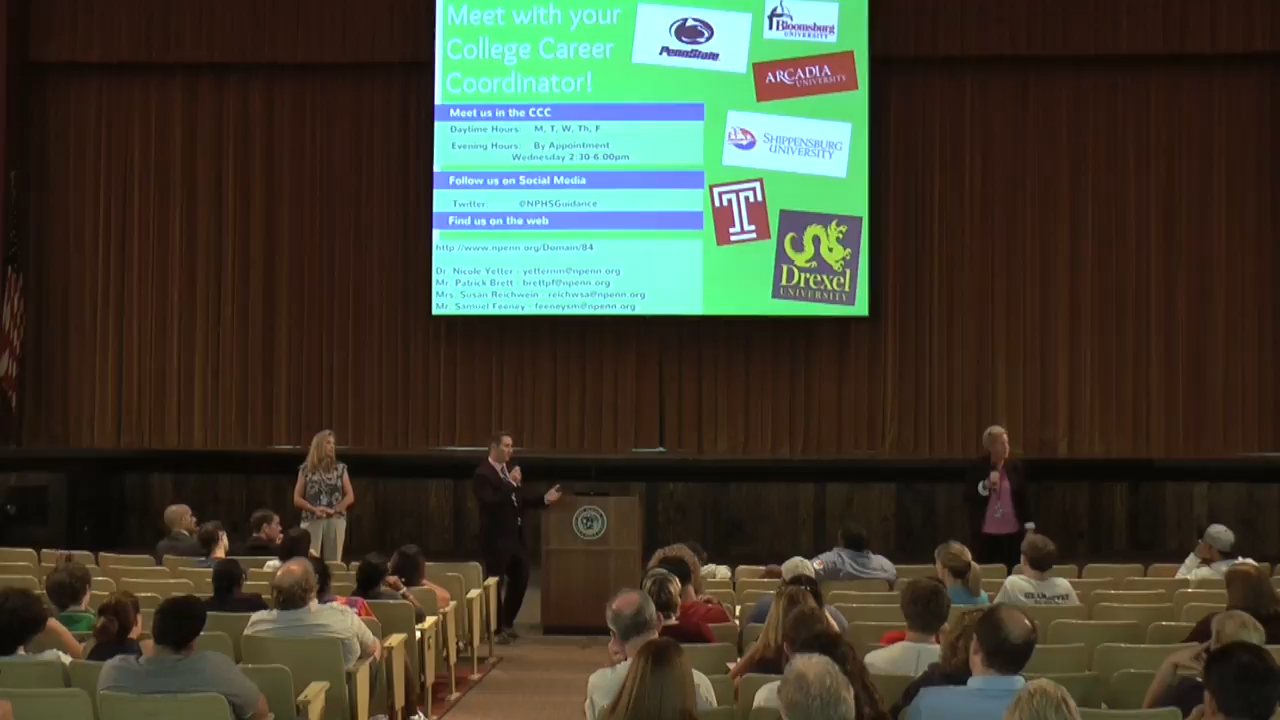 Meet with your
College Career
Coordinator!
Meet us in the CCC
Daytime Hours: M, T, W, Th, F
Evening Hours: By Appointment
Wednesday 2:30-6:00pm
Follow us on Social Media
Twitter: @NPHSGuidance
Find us on the web
http://www.npenn.org/Domain/84
Dr. Nicole Yetter - yetternm@npenn.org
Mr. Patrick Brett - brettpf@npenn.org
Mrs. Susan Reichwein - reichwsa@npenn.org
Mr. Samuel Feeney - feeneysm@npenn.org
PennState
Bloomsburg
UNIVERSITY
ARCADIA
UNIVERSITY
SHIPPENSBURG
UNIVERSITY
T
Drexel
UNIVERSITY